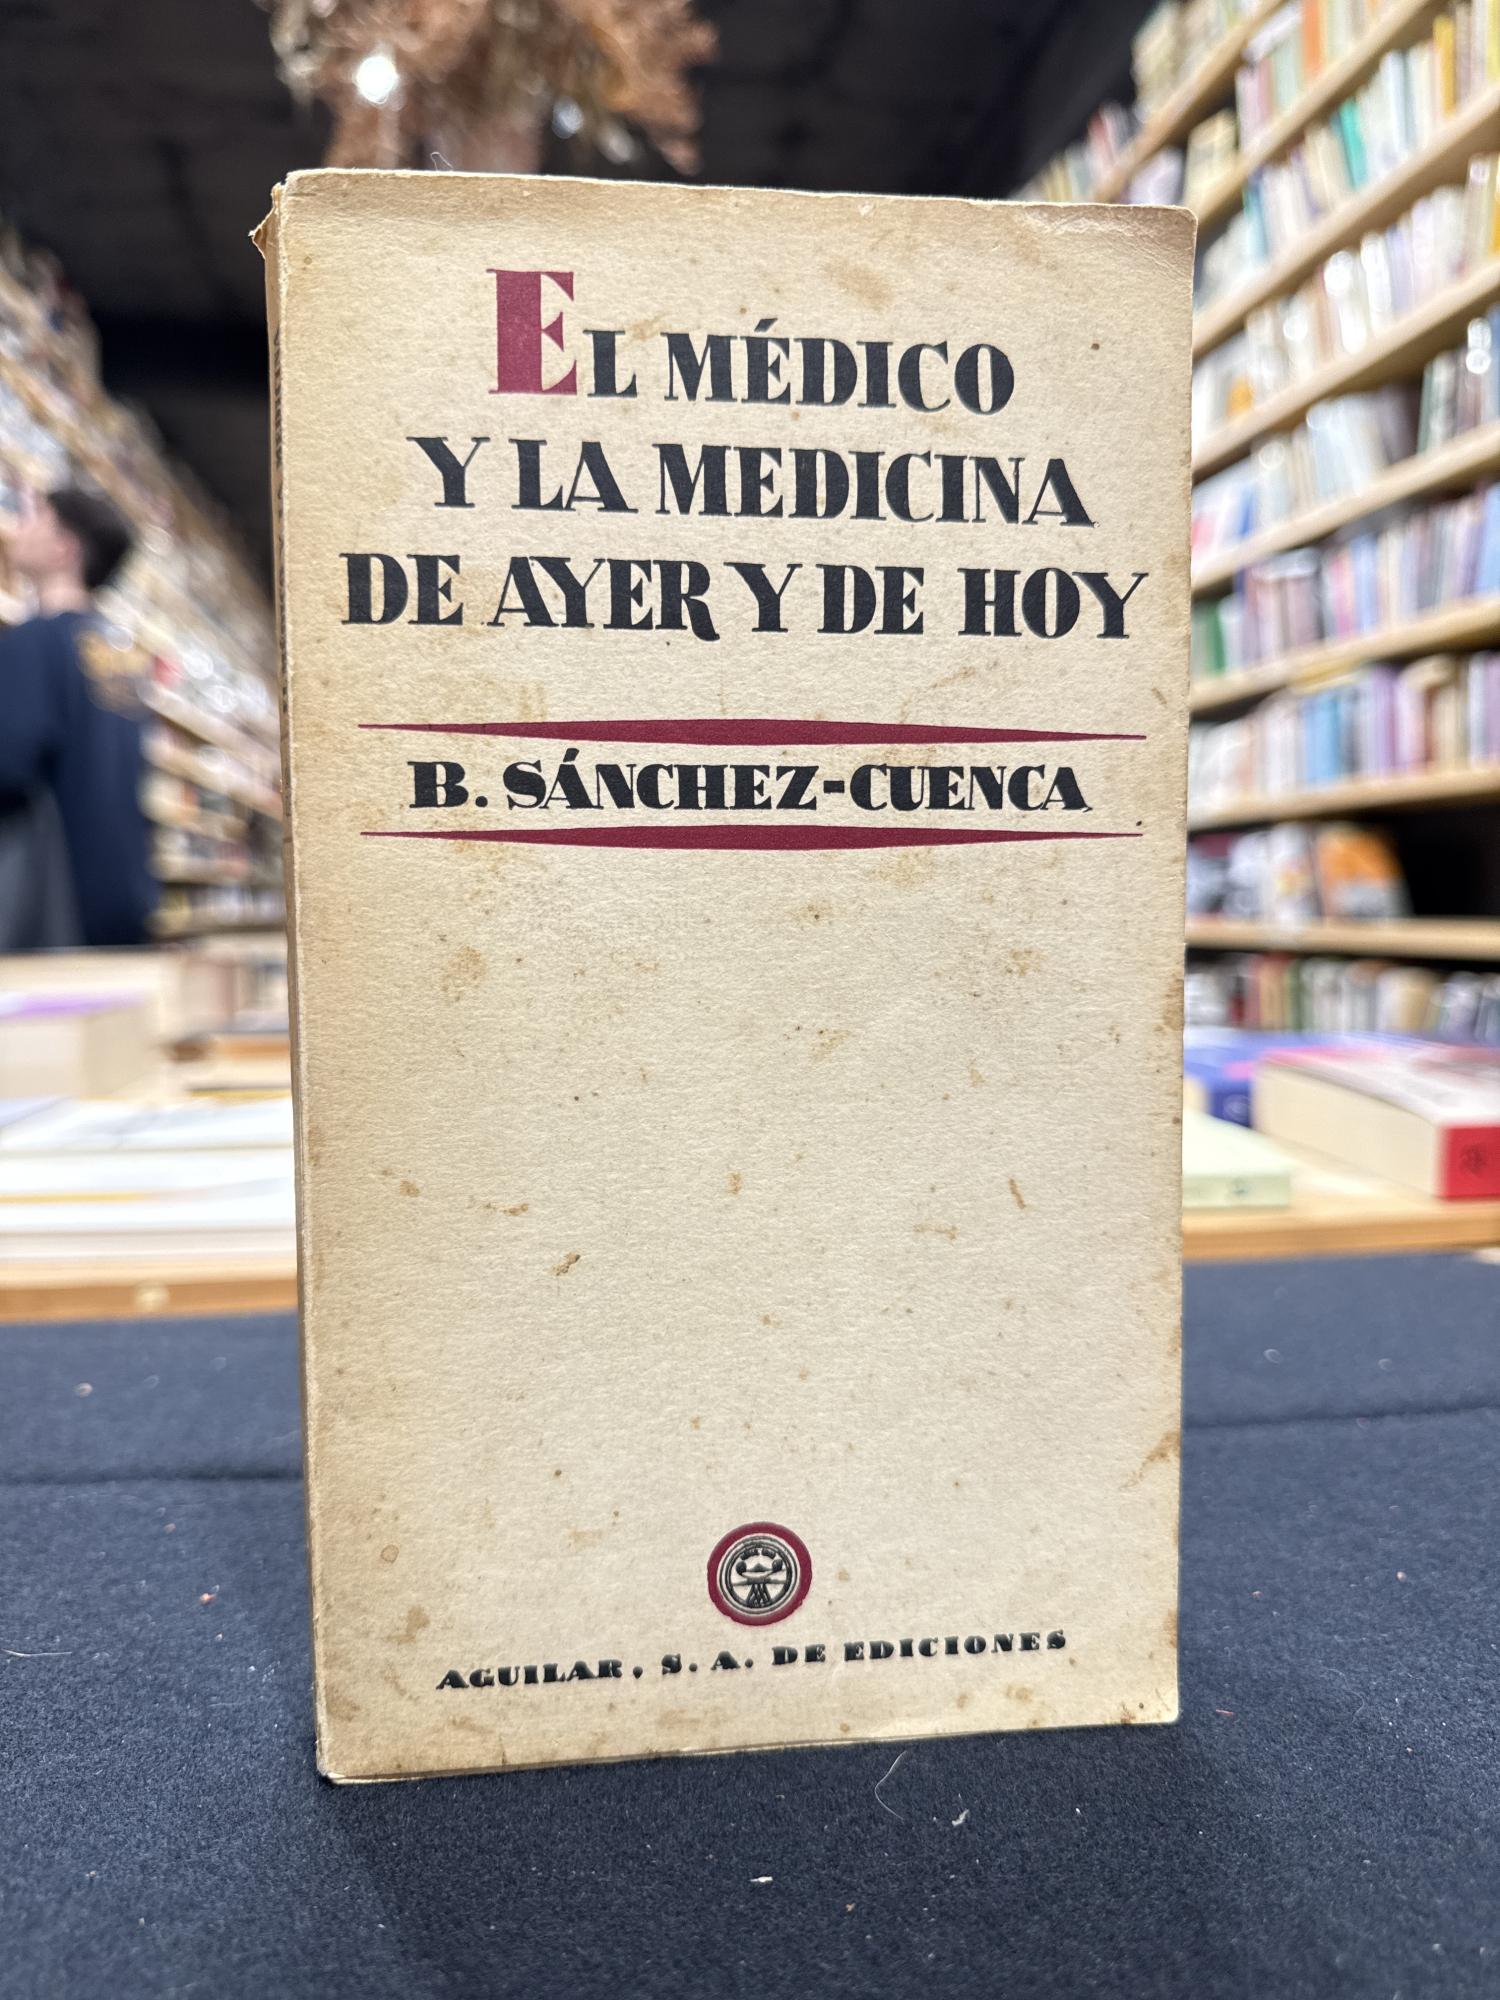 EL MÉDICO
Y LA MEDICINA
DE AYER Y DE HOY
B. SÁNCHEZ-CUENCA
AGUILAR, S. A. DE EDICIONES